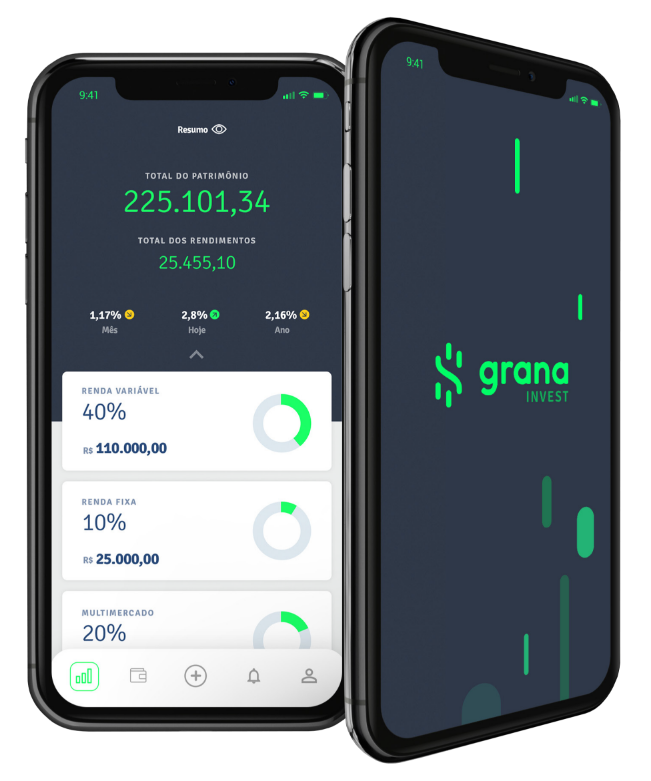 9:41
Resumo
TOTAL DO PATRIMÔNIO
225.101,34
TOTAL DOS RENDIMENTOS
25.455,10
1,17% 2,8% 2,16%
Mês Hoje Ano
RENDA VARIÁVEL
40%
R$ 110.000,00
RENDA FIXA
10%
R$ 25.000,00
MULTIMERCADO
20%
9:41
grana
INVEST